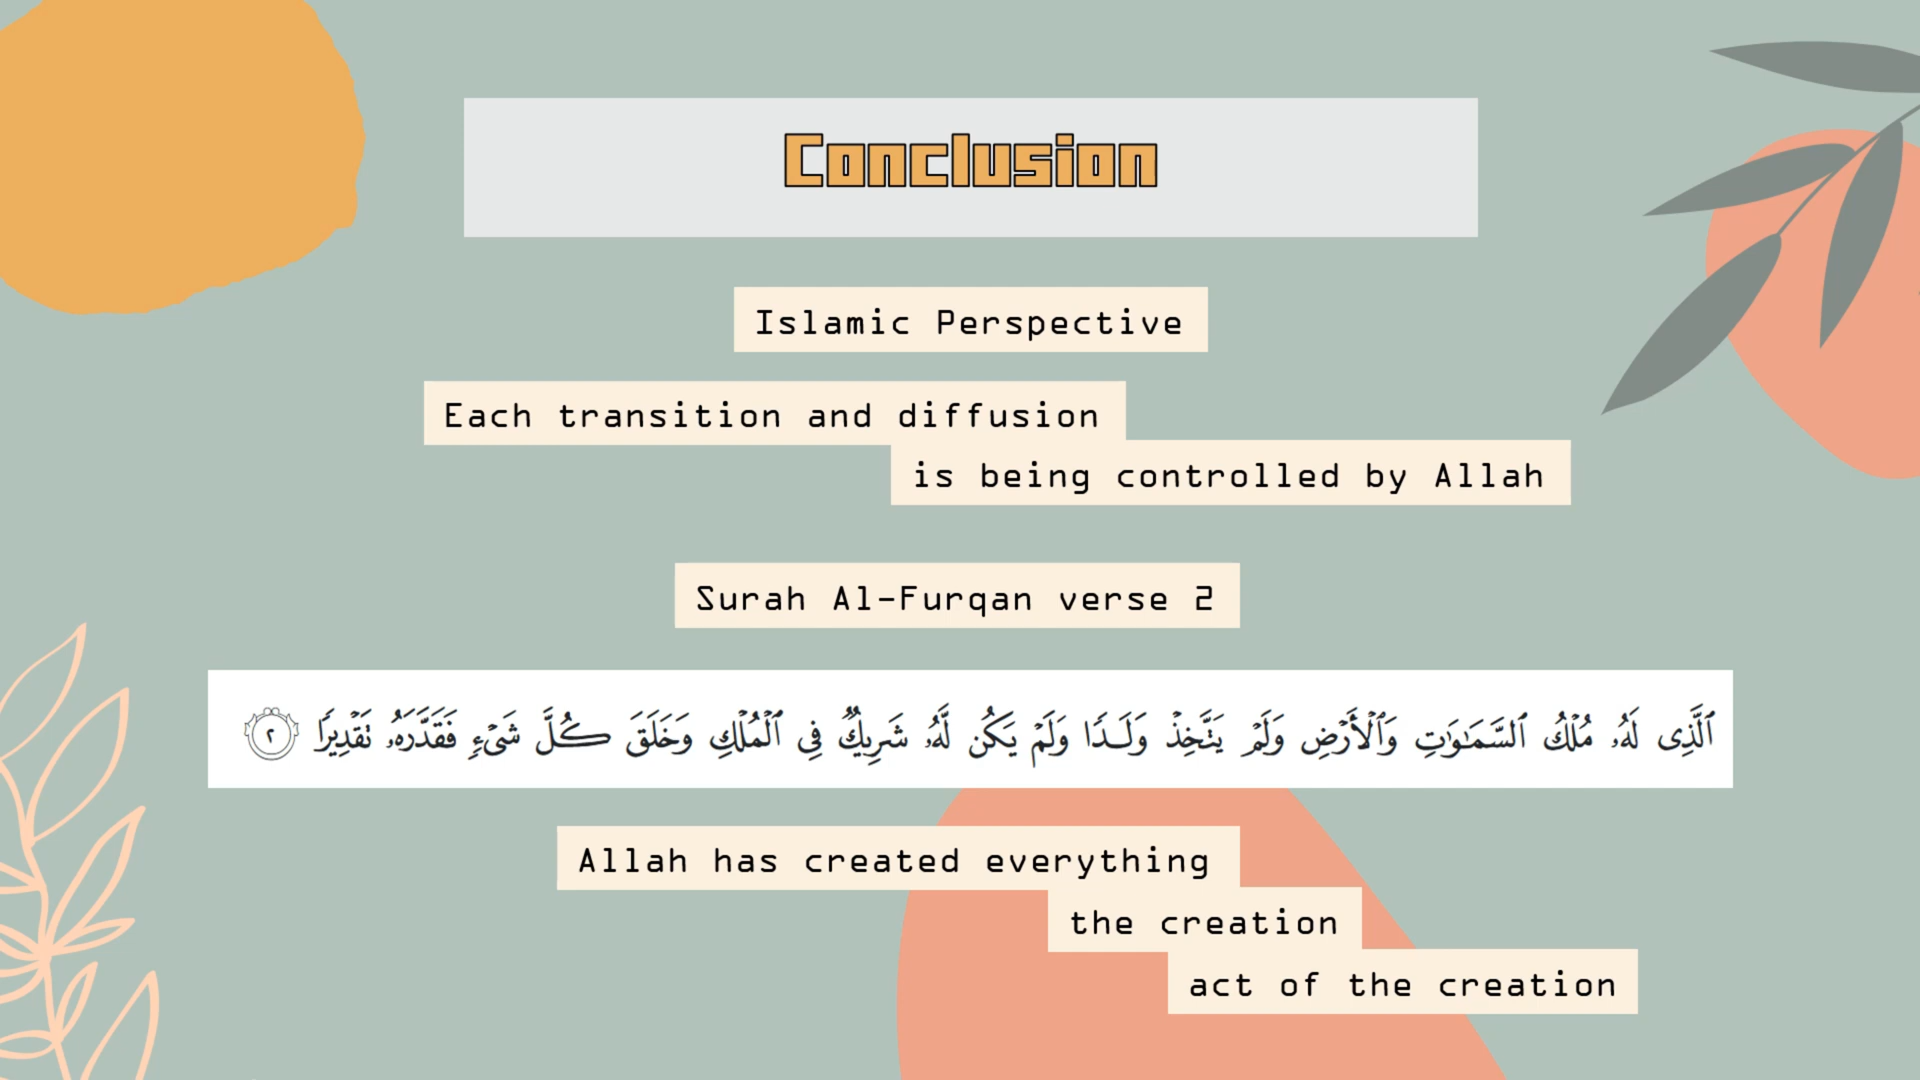 Conclusion
Islamic Perspective
Each transition and diffusion
is being controlled by Allah
Surah Al-Furqan verse 2
ٱلَّذِى لَهُۥ مُلْكُ ٱلسَّمَـٰوَٰتِ وَٱلْأَرْضِ وَلَمْ يَتَّخِذْ وَلَدًا وَلَمْ يَكُن لَّهُۥ شَرِيكٌ فِى ٱلْمُلْكِ وَخَلَقَ كُلَّ شَىْءٍ فَقَدَّرَهُۥ تَقْدِيرًا ٢
Allah has created everything
the creation
act of the creation